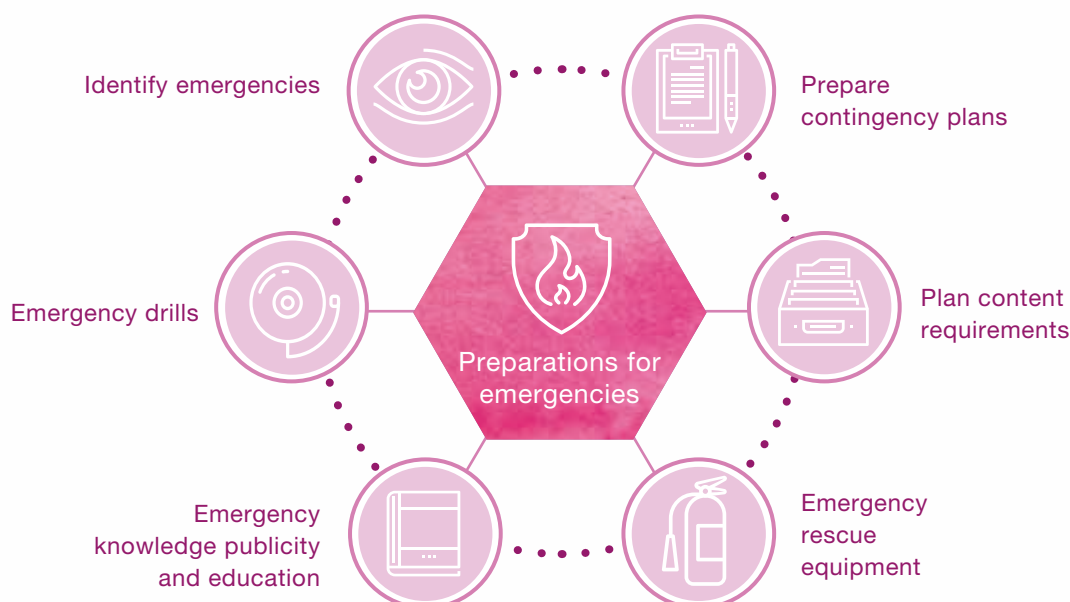 Identify emergencies
Prepare
contingency plans
Emergency drills
Preparations for
emergencies
Plan content
requirements
Emergency
knowledge publicity
and education
Emergency
rescue
equipment